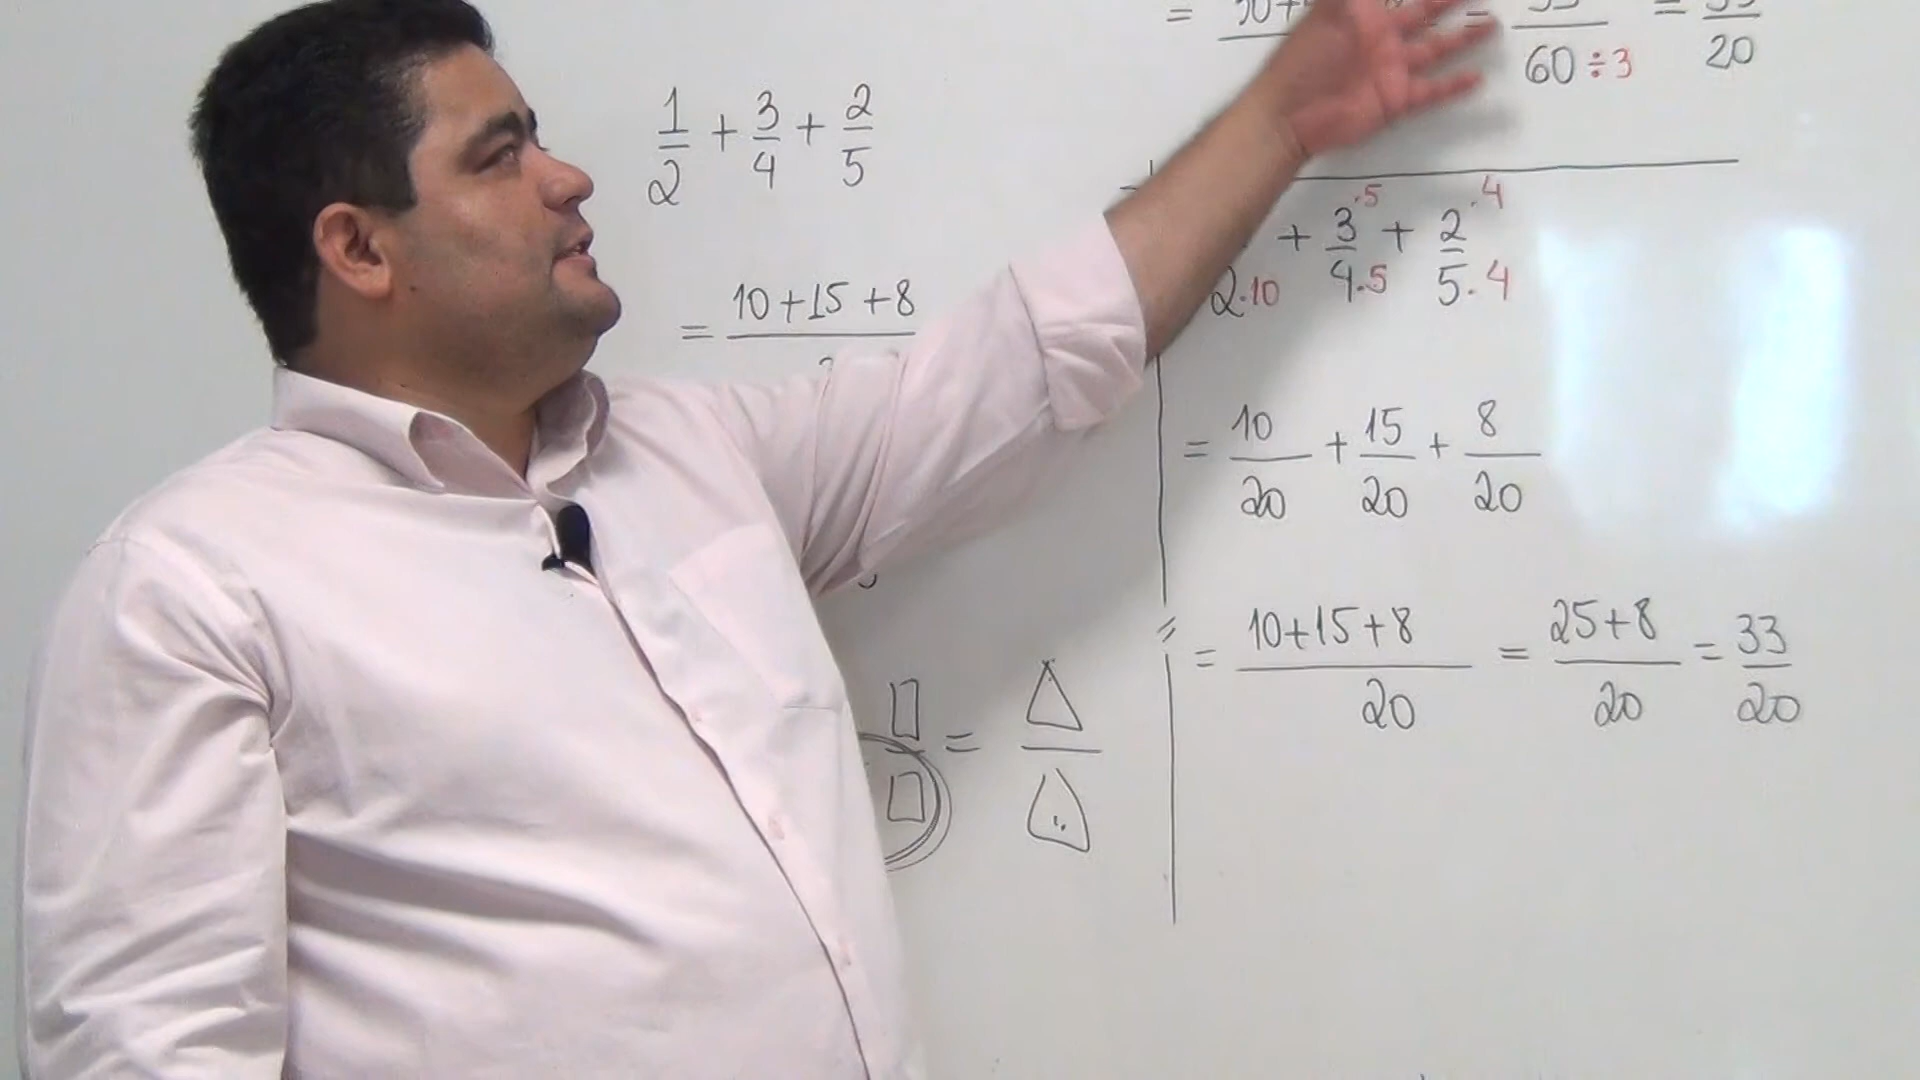 1/2 + 3/4 + 2/5
= 10+15+8
60 ÷3 = /20
+ 3·5/4·5 + 2·4/5·4
2·10
= 10/20 + 15/20 + 8/20
= 10+15+8/20 = 25+8/20 = 33/20